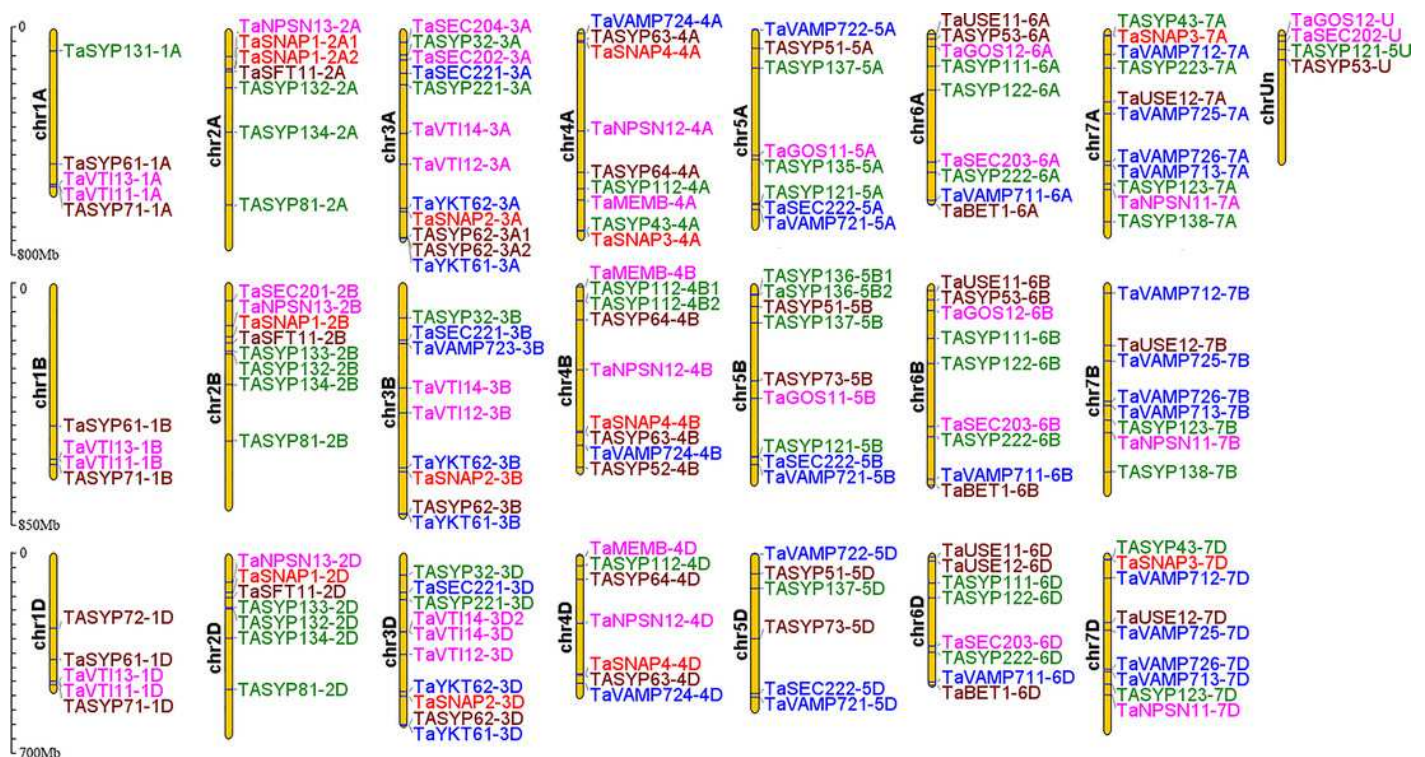 0
800Mb
chr1A
TaSYP131-1A
TaSYP61-1A
TaVTI13-1A
TaVTI11-1A
TASYP71-1A
chr2A
TaNPSN13-2A
TaSNAP1-2A1
TaSNAP1-2A2
TaSFT11-2A
TASYP132-2A
TASYP134-2A
TASYP81-2A
chr3A
TaSEC204-3A
TASYP32-3A
TaSEC202-3A
TaSEC221-3A
TASYP221-3A
TaVTI14-3A
TaVTI12-3A
TaYKT62-3A
TaSNAP2-3A
TASYP62-3A1
TASYP62-3A2
TaYKT61-3A
chr4A
TaVAMP724-4A
TASYP63-4A
TaSNAP4-4A
TaNPSN12-4A
TASYP64-4A
TASYP112-4A
TaMEMB-4A
TASYP43-4A
TaSNAP3-4A
chr5A
TaVAMP722-5A
TASYP51-5A
TASYP137-5A
TaGOS11-5A
TASYP135-5A
TASYP121-5A
TaSEC222-5A
TaVAMP721-5A
chr6A
TaUSE11-6A
TASYP53-6A
TaGOS12-6A
TASYP111-6A
TASYP122-6A
TaSEC203-6A
TASYP222-6A
TaVAMP711-6A
TaBET1-6A
chr7A
TASYP43-7A
TaSNAP3-7A
TaVAMP712-7A
TASYP223-7A
TaUSE12-7A
TaVAMP725-7A
TaVAMP726-7A
TaVAMP713-7A
TASYP123-7A
TaNPSN11-7A
TASYP138-7A
chrUn
TaGOS12-U
TaSEC202-U
TASYP121-5U
TASYP53-U
0
850Mb
chr1B
TaSYP61-1B
TaVTI13-1B
TaVTI11-1B
TASYP71-1B
chr2B
TaSEC201-2B
TaNPSN13-2B
TaSNAP1-2B
TaSFT11-2B
TASYP133-2B
TASYP132-2B
TASYP134-2B
TASYP81-2B
chr3B
TASYP32-3B
TaSEC221-3B
TaVAMP723-3B
TaVTI14-3B
TaVTI12-3B
TaYKT62-3B
TaSNAP2-3B
TASYP62-3B
TaYKT61-3B
chr4B
TaMEMB-4B
TASYP112-4B1
TASYP112-4B2
TASYP64-4B
TaNPSN12-4B
TaSNAP4-4B
TASYP63-4B
TaVAMP724-4B
TASYP52-4B
chr5B
TASYP136-5B1
TaSYP136-5B2
TASYP51-5B
TASYP137-5B
TASYP73-5B
TaGOS11-5B
TASYP121-5B
TaSEC222-5B
TaVAMP721-5B
chr6B
TaUSE11-6B
TASYP53-6B
TaGOS12-6B
TASYP111-6B
TASYP122-6B
TaSEC203-6B
TASYP222-6B
TaVAMP711-6B
TaBET1-6B
chr7B
TaVAMP712-7B
TaUSE12-7B
TaVAMP725-7B
TaVAMP726-7B
TaVAMP713-7B
TASYP123-7B
TaNPSN11-7B
TASYP138-7B
0
700Mb
chr1D
TASYP72-1D
TaSYP61-1D
TaVTI13-1D
TaVTI11-1D
TASYP71-1D
chr2D
TaNPSN13-2D
TaSNAP1-2D
TaSFT11-2D
TASYP133-2D
TASYP132-2D
TASYP134-2D
TASYP81-2D
chr3D
TASYP32-3D
TaSEC221-3D
TASYP221-3D
TaVTI14-3D2
TaVTI14-3D
TaVTI12-3D
TaYKT62-3D
TaSNAP2-3D
TASYP62-3D
TaYKT61-3D
chr4D
TaMEMB-4D
TASYP112-4D
TASYP64-4D
TaNPSN12-4D
TaSNAP4-4D
TASYP63-4D
TaVAMP724-4D
chr5D
TaVAMP722-5D
TASYP51-5D
TASYP137-5D
TASYP73-5D
TaSEC222-5D
TaVAMP721-5D
chr6D
TaUSE11-6D
TaUSE12-6D
TASYP111-6D
TASYP122-6D
TaSEC203-6D
TASYP222-6D
TaVAMP711-6D
TaBET1-6D
chr7D
TASYP43-7D
TaSNAP3-7D
TaVAMP712-7D
TaUSE12-7D
TaVAMP725-7D
TaVAMP726-7D
TaVAMP713-7D
TASYP123-7D
TaNPSN11-7D